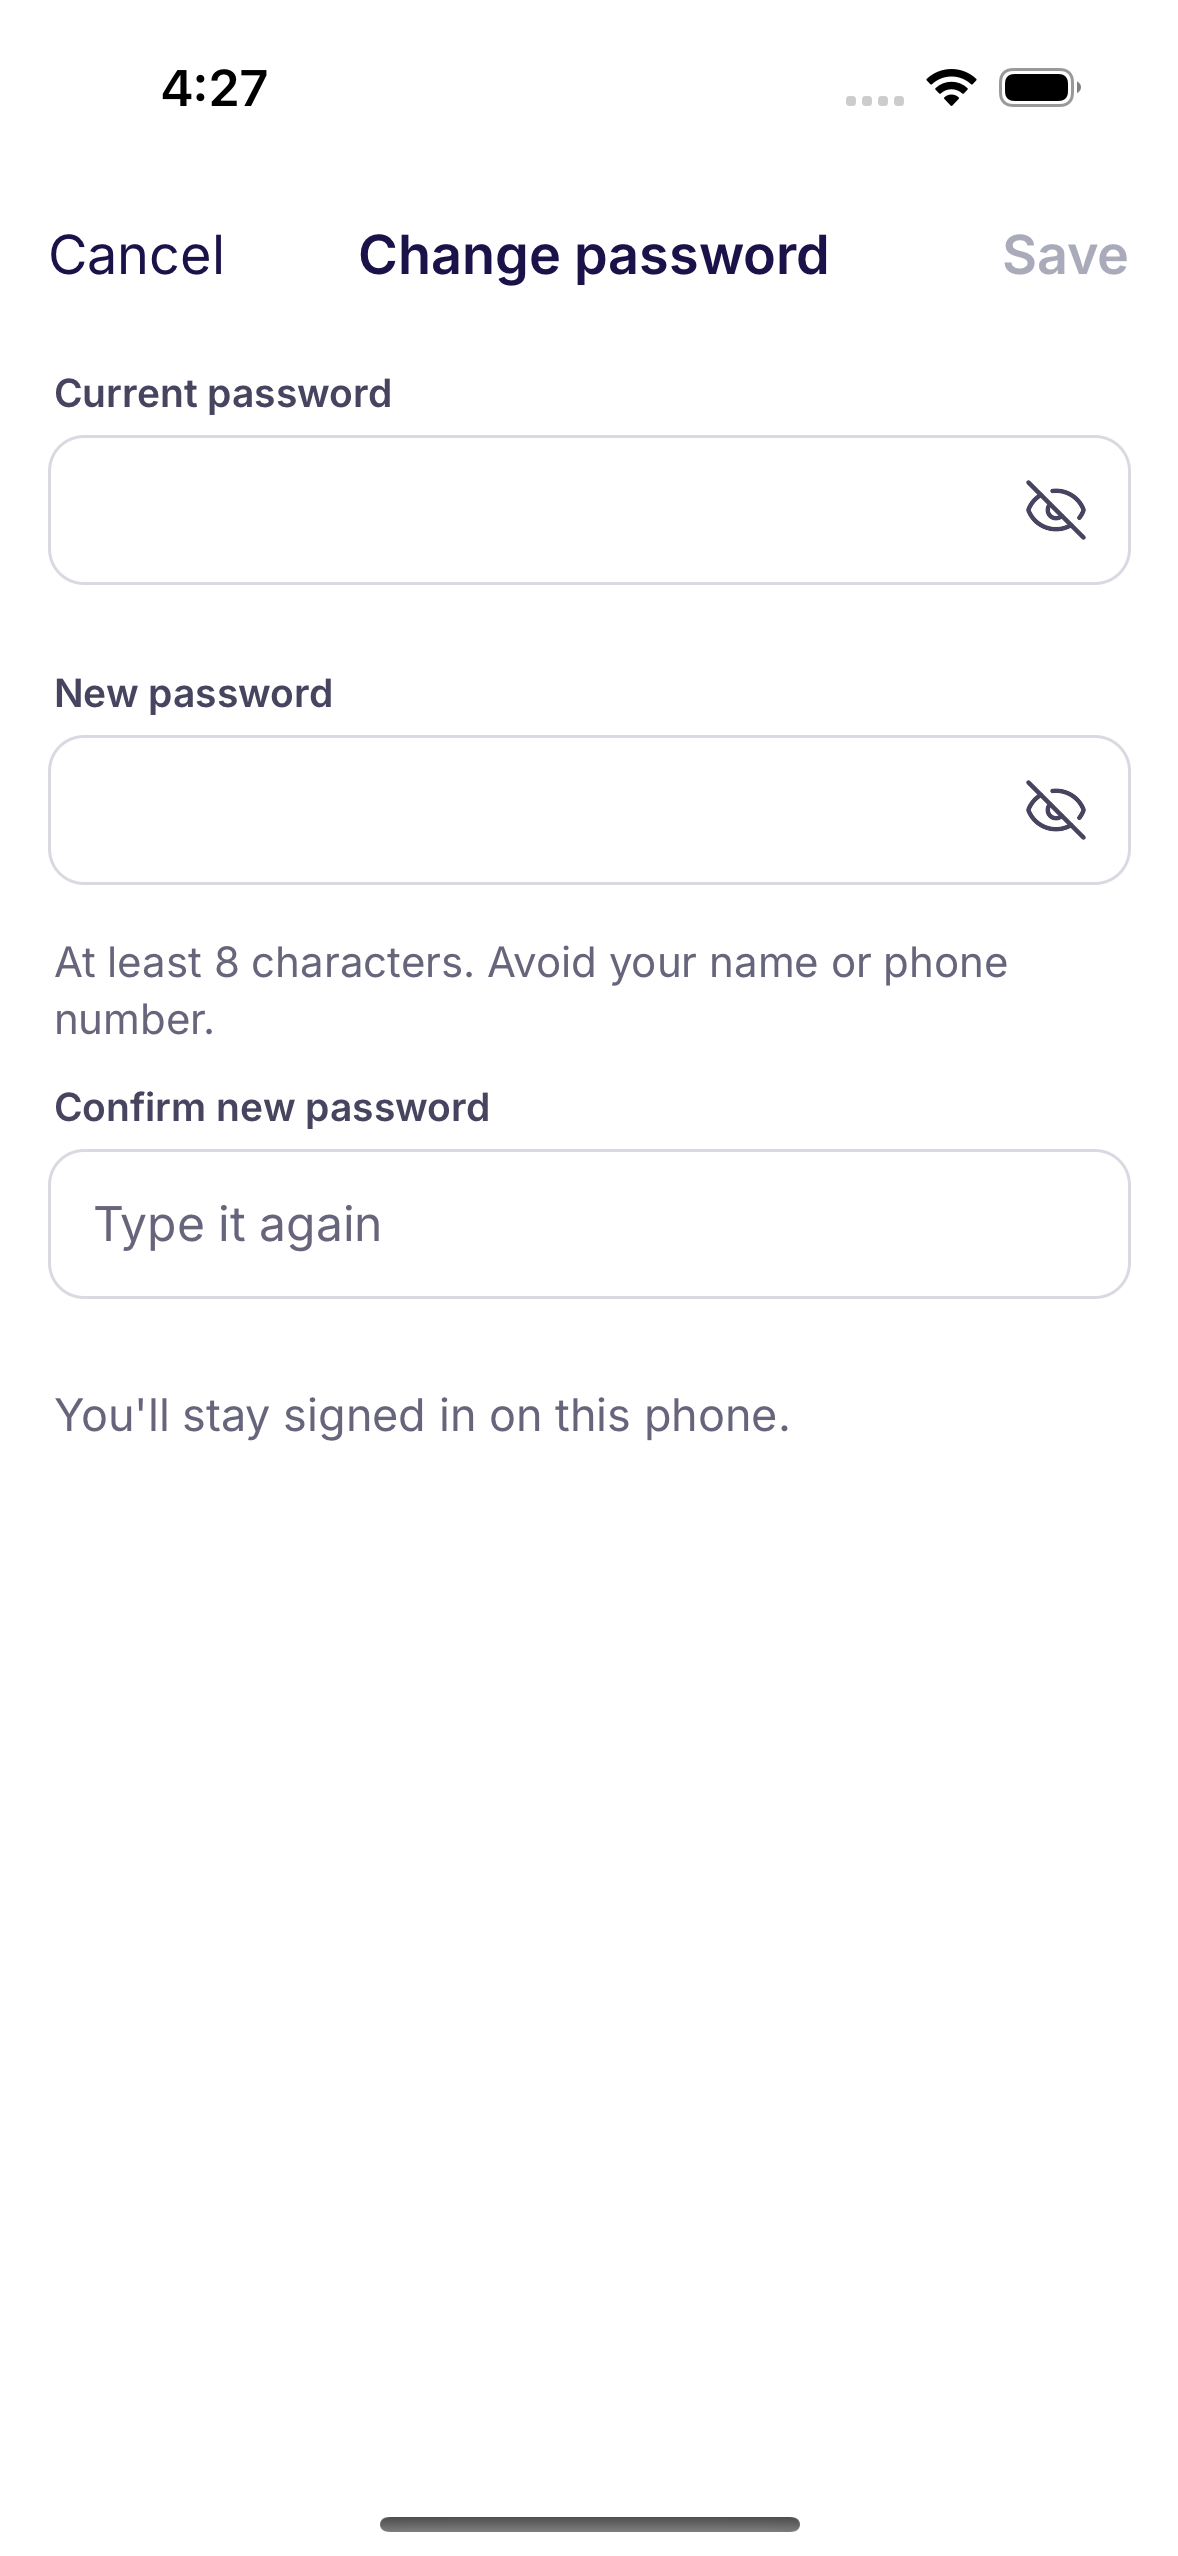 4:27
Cancel Change password Save
Current password
New password
At least 8 characters. Avoid your name or phone
number.
Confirm new password
Type it again
You'll stay signed in on this phone.